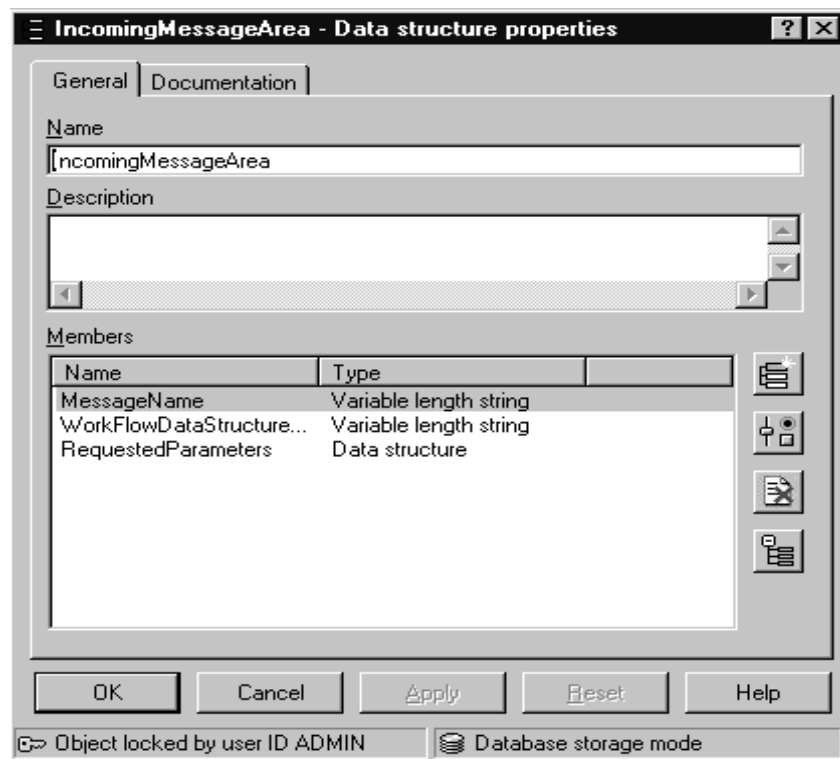 IncomingMessageArea - Data structure properties
General Documentation
Name
IncomingMessageArea
Description
Members
Name Type
MessageName Variable length string
WorkFlowDataStructure... Variable length string
RequestedParameters Data structure
OK Cancel Apply Reset Help
Object locked by user ID ADMIN Database storage mode